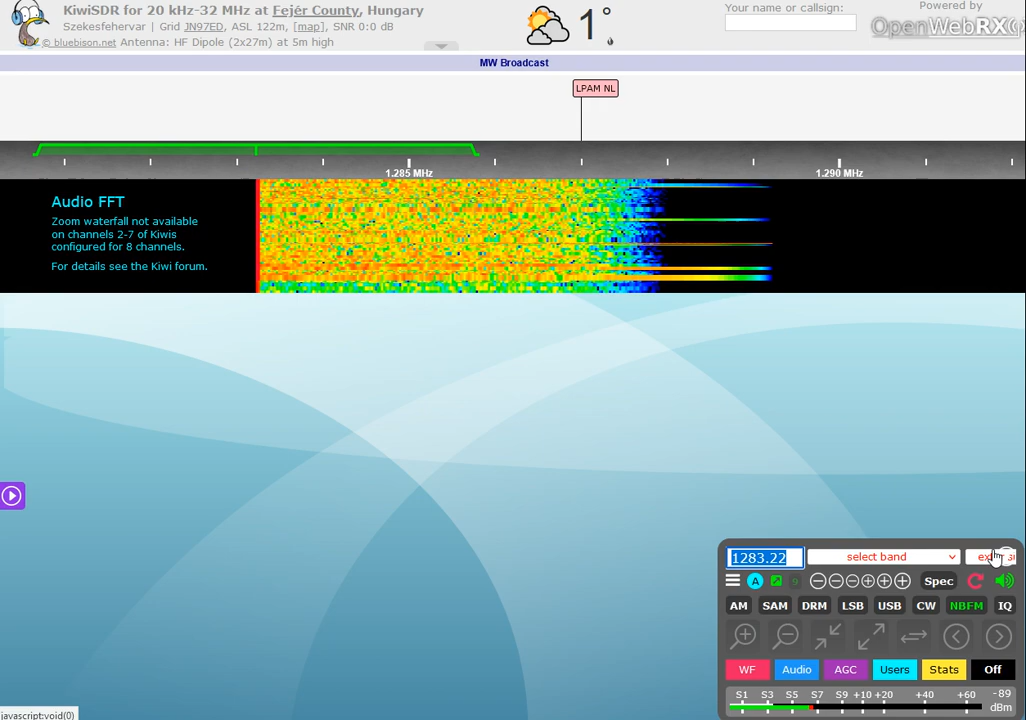 KiwiSDR for 20 kHz-32 MHz at Fejér County, Hungary
Szekesfehervar | Grid JN97ED, ASL 122m, [map], SNR 0:0 dB
© bluebison.net Antenna: HF Dipole (2x27m) at 5m high
1°
Your name or callsign:
Powered by
OpenWebRX
MW Broadcast
LPAM NL
1.285 MHz
1.290 MHz
Audio FFT
Zoom waterfall not available
on channels 2-7 of Kiwis
configured for 8 channels.
For details see the Kiwi forum.
1283.22
select band
A
Spec
AM
SAM
DRM
LSB
USB
CW
NBFM
IQ
WF
Audio
AGC
Users
Stats
Off
S1 S3 S5 S7 S9 +10 +20 +40 +60
-89
dBm
javascript:void(0)